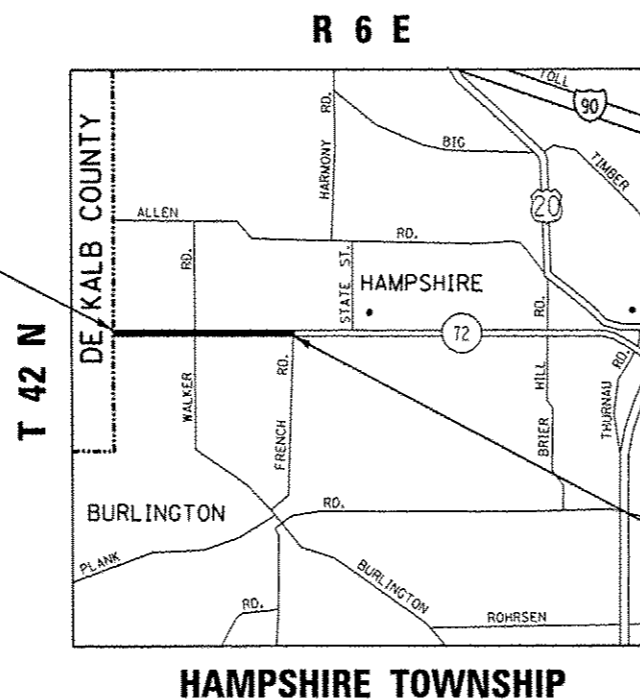 R 6 E
TOLL
90
BIG
TIMBER
HARMONY RD.
20
ALLEN RD.
DE KALB COUNTY
WALKER RD.
STATE ST.
HAMPSHIRE
T 42 N
72
FRENCH RD.
BRIER HILL RD.
THURNAU RD.
BURLINGTON
RD.
PLANK
BURLINGTON
RD.
ROHRSEN
HAMPSHIRE TOWNSHIP